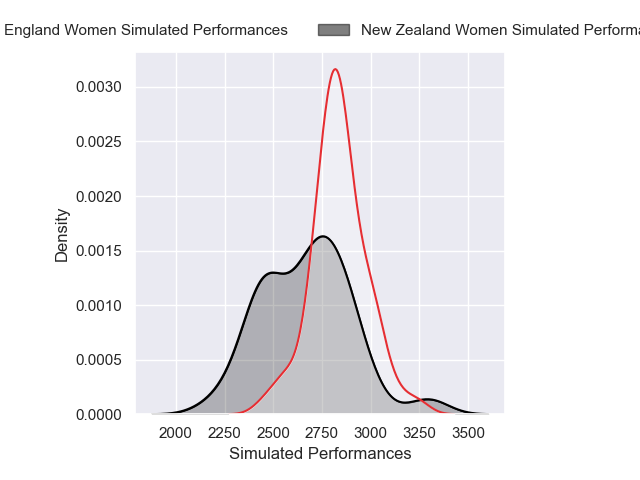 England Women Simulated Performances
New Zealand Women Simulated Performa
0.0030
0.0025
0.0020
0.0015
0.0010
0.0005
0.0000
Density
2000 2250 2500 2750 3000 3250 3500
Simulated Performances